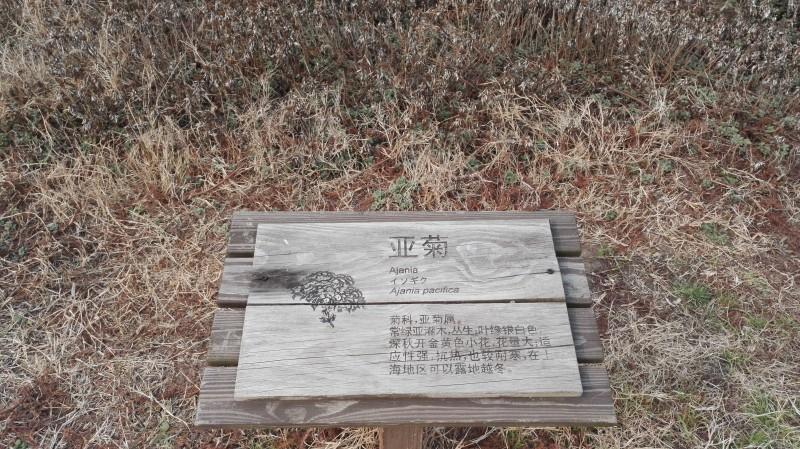 亚菊
Ajania
イソギク
Ajania pacifica
菊科，亚菊属。
常绿亚灌木，丛生，叶缘银白色，
深秋开金黄色小花，花量大，适
应性强，抗热，也较耐寒，在上
海地区可以露地越冬。